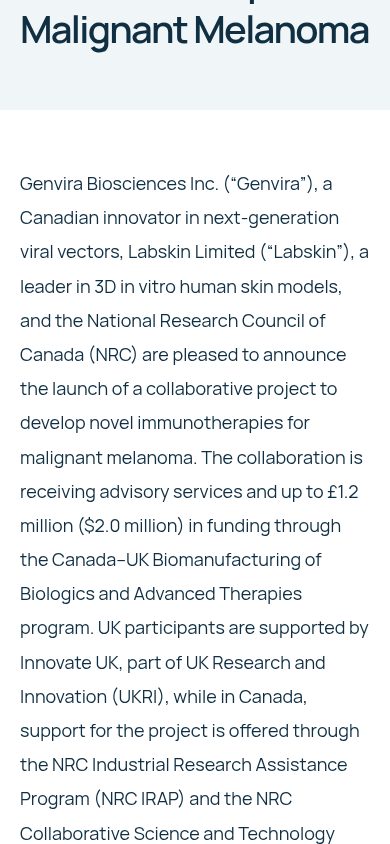 Malignant Melanoma
Genvira Biosciences Inc. (“Genvira”), a
Canadian innovator in next-generation
viral vectors, Labskin Limited (“Labskin”), a
leader in 3D in vitro human skin models,
and the National Research Council of
Canada (NRC) are pleased to announce
the launch of a collaborative project to
develop novel immunotherapies for
malignant melanoma. The collaboration is
receiving advisory services and up to £1.2
million ($2.0 million) in funding through
the Canada–UK Biomanufacturing of
Biologics and Advanced Therapies
program. UK participants are supported by
Innovate UK, part of UK Research and
Innovation (UKRI), while in Canada,
support for the project is offered through
the NRC Industrial Research Assistance
Program (NRC IRAP) and the NRC
Collaborative Science and Technology